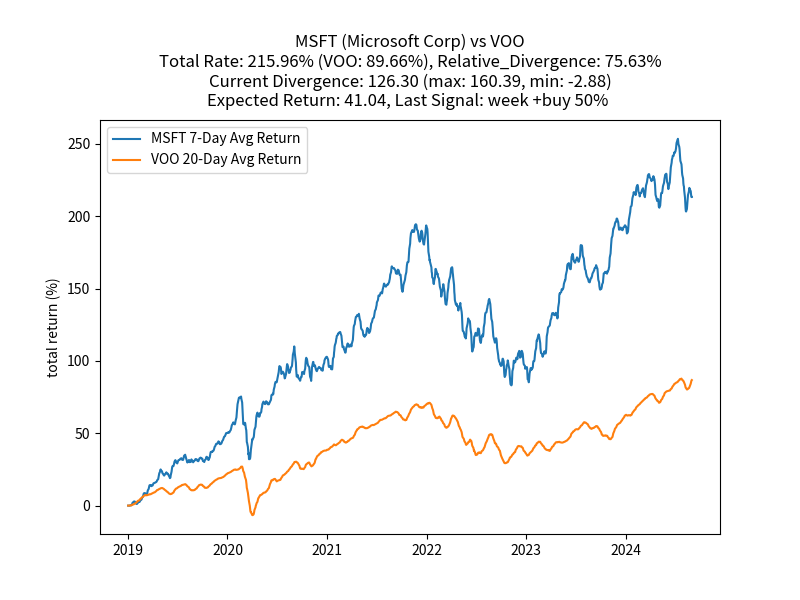 MSFT (Microsoft Corp) vs VOO
Total Rate: 215.96% (VOO: 89.66%), Relative_Divergence: 75.63%
Current Divergence: 126.30 (max: 160.39, min: -2.88)
Expected Return: 41.04, Last Signal: week +buy 50%
MSFT 7-Day Avg Return
VOO 20-Day Avg Return
total return (%)
250
200
150
100
50
0
2019
2020
2021
2022
2023
2024